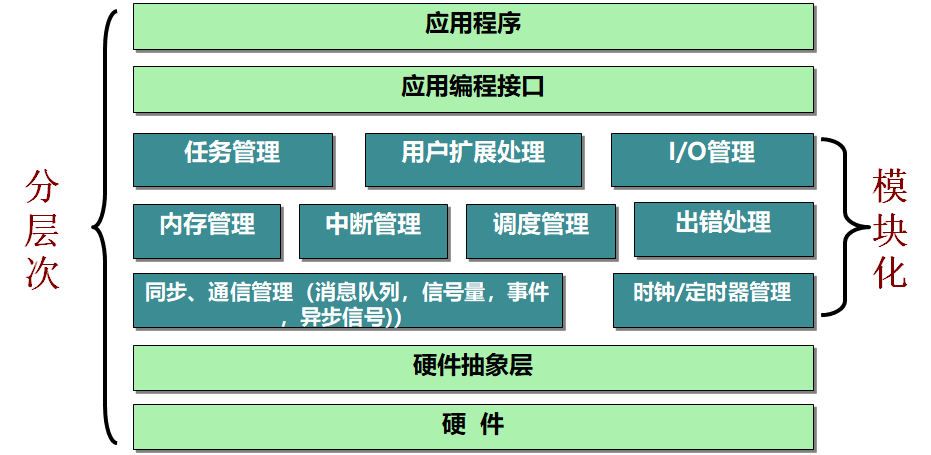 应用程序
应用编程接口
任务管理
用户扩展处理
I/O管理
内存管理
中断管理
调度管理
出错处理
同步、通信管理（消息队列，信号量，事件
，异步信号)）
时钟/定时器管理
硬件抽象层
硬 件
分层次
模块化